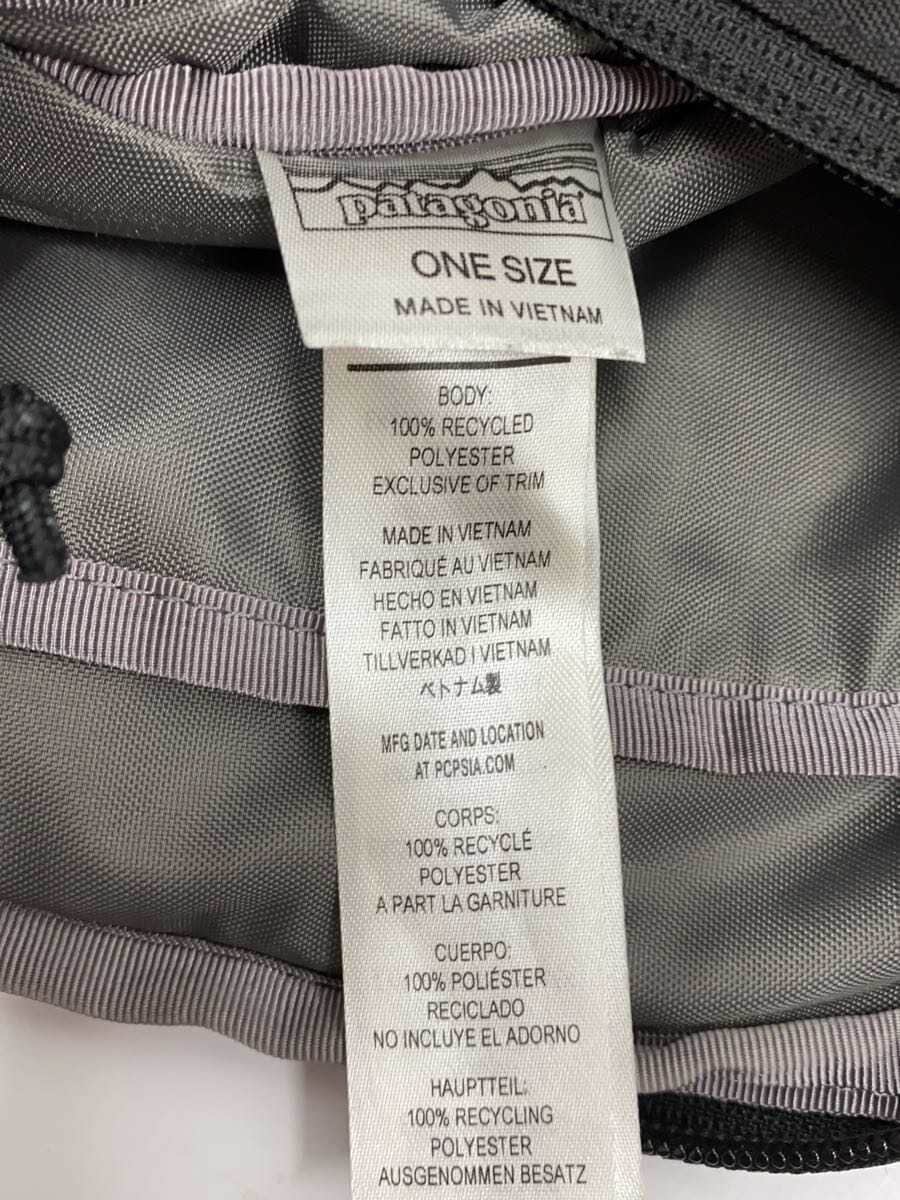 patagonia
ONE SIZE
MADE IN VIETNAM
BODY:
100% RECYCLED
POLYESTER
EXCLUSIVE OF TRIM
MADE IN VIETNAM
FABRIQUÉ AU VIETNAM
HECHO EN VIETNAM
FATTO IN VIETNAM
TILLVERKAD I VIETNAM
ベトナム製
MFG DATE AND LOCATION
AT PCPSIA.COM
CORPS:
100% RECYCLÉ
POLYESTER
A PART LA GARNITURE
CUERPO:
100% POLIÉSTER
RECICLADO
NO INCLUYE EL ADORNO
HAUPTTEIL:
100% RECYCLING
POLYESTER
AUSGENOMMEN BESATZ